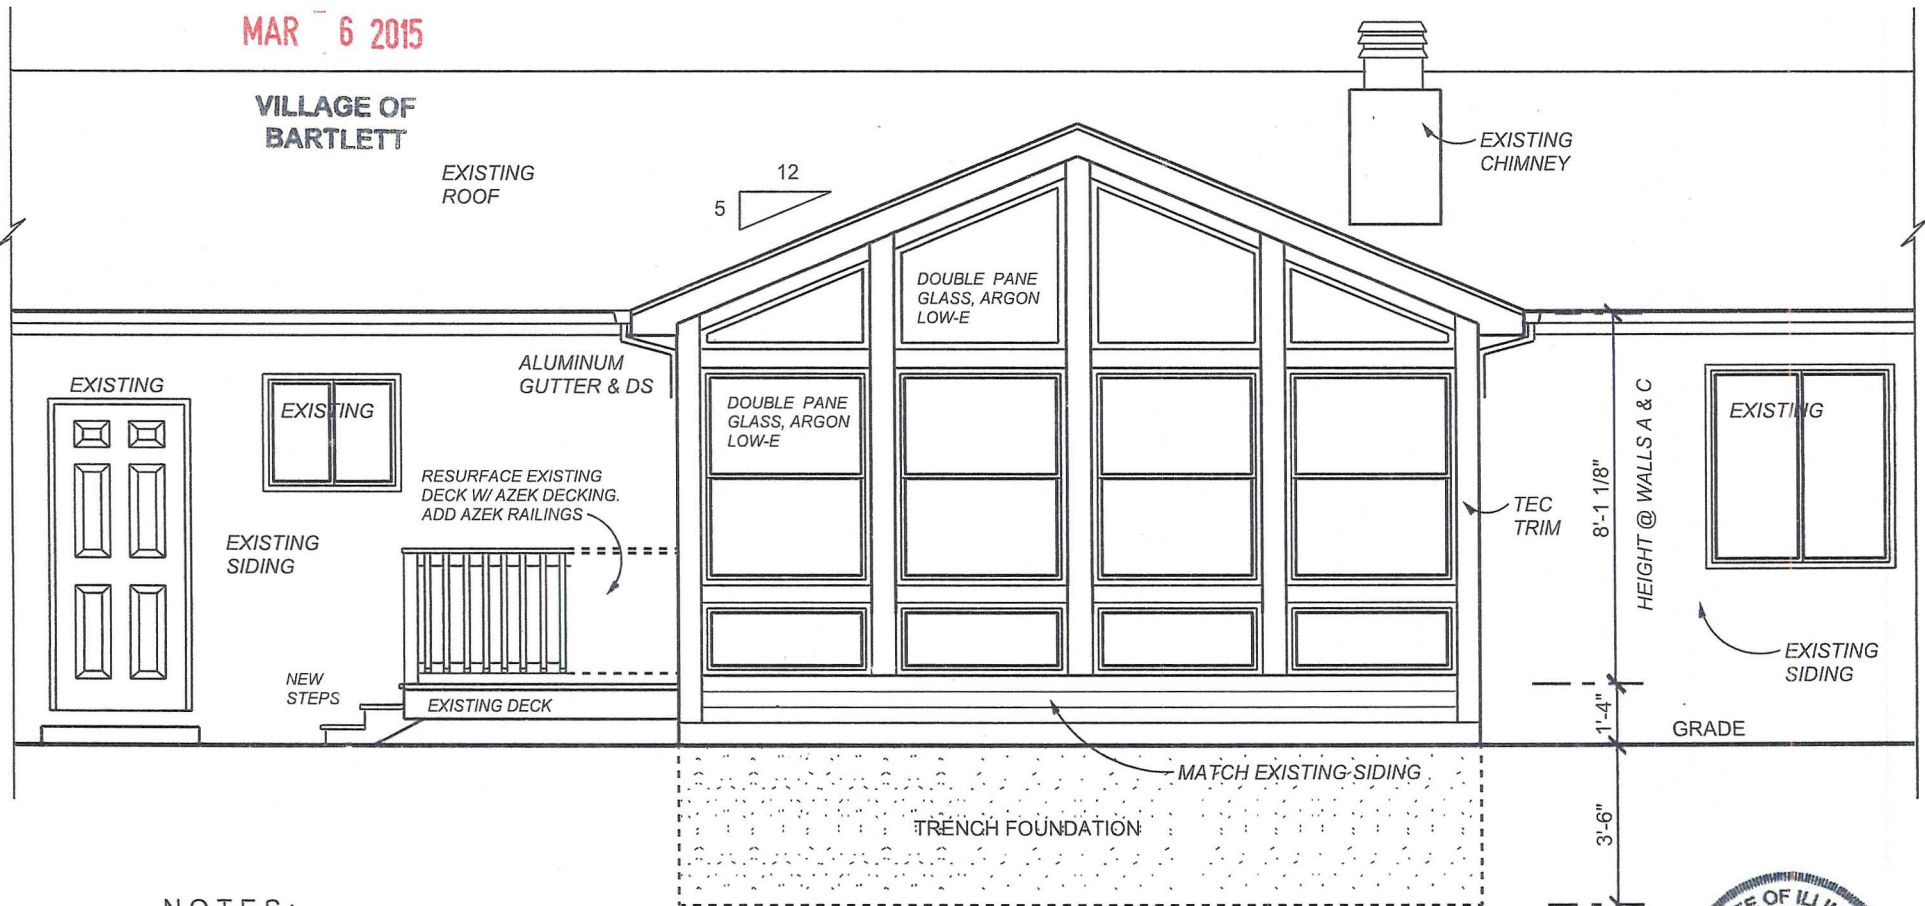 MAR 6 2015
VILLAGE OF
BARTLETT
EXISTING
ROOF
12
5
EXISTING
CHIMNEY
DOUBLE PANE
GLASS, ARGON
LOW-E
ALUMINUM
GUTTER & DS
EXISTING
EXISTING
DOUBLE PANE
GLASS, ARGON
LOW-E
EXISTING
RESURFACE EXISTING
DECK W/ AZEK DECKING.
ADD AZEK RAILINGS
EXISTING
SIDING
TEC
TRIM
8'-1 1/8"
HEIGHT @ WALLS A & C
EXISTING
SIDING
NEW
STEPS
EXISTING DECK
1'-4"
GRADE
MATCH EXISTING SIDING
TRENCH FOUNDATION
3'-6"
NOTES:
OF